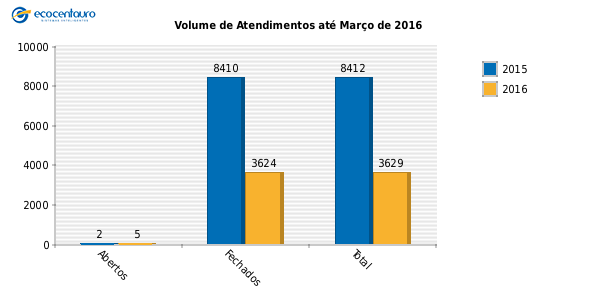 ecocentauro
Volume de Atendimentos até Março de 2016
10000
8000
6000
4000
2000
0
2
5
8410
3624
8412
3629
Abertos
Fechados
Total
2015
2016